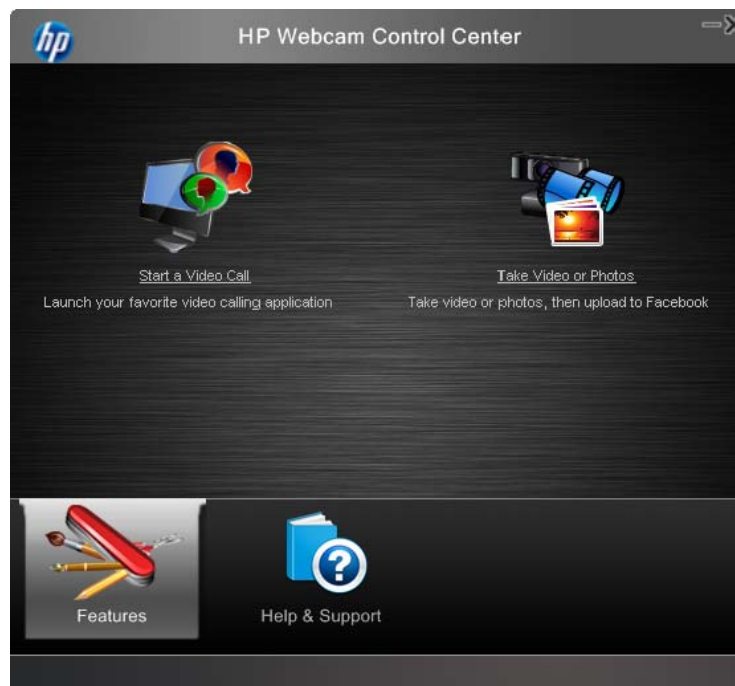 hp
HP Webcam Control Center
Start a Video Call
Launch your favorite video calling application
Take Video or Photos
Take video or photos, then upload to Facebook
Features
Help & Support